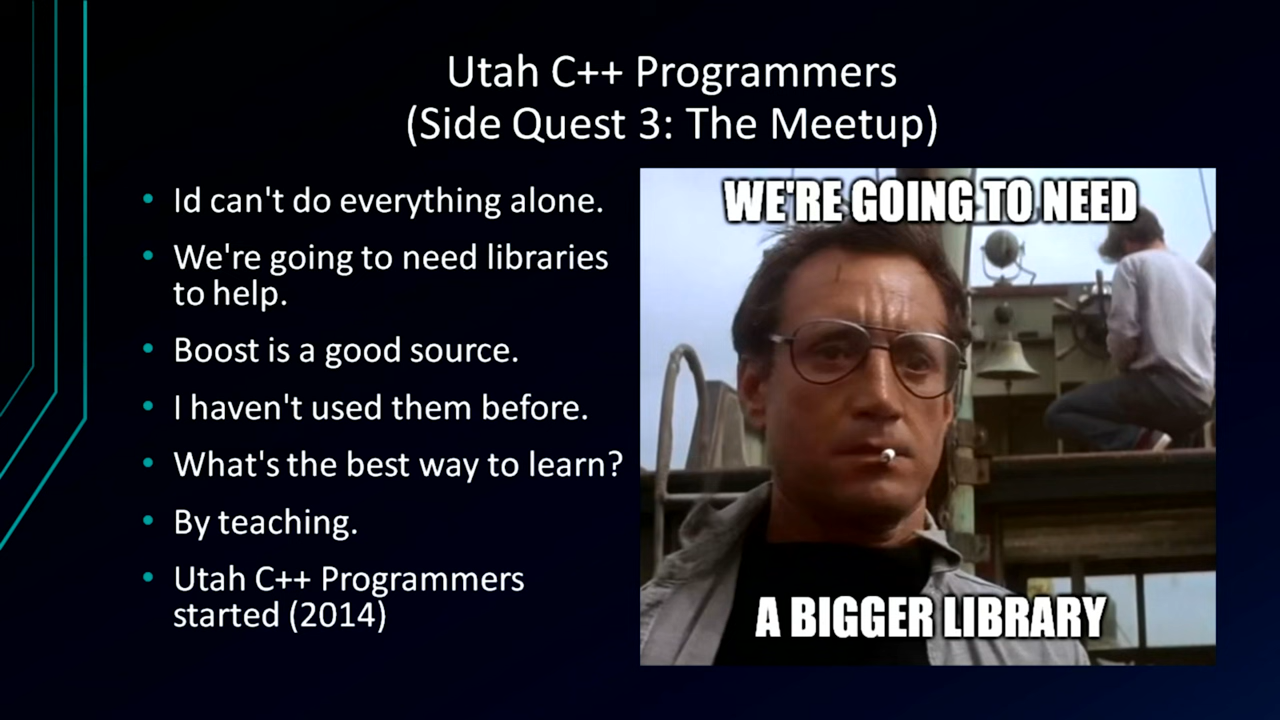 Utah C++ Programmers
(Side Quest 3: The Meetup)
Id can't do everything alone.
We're going to need libraries
to help.
Boost is a good source.
I haven't used them before.
What's the best way to learn?
By teaching.
Utah C++ Programmers
started (2014)
WE'RE GOING TO NEED
A BIGGER LIBRARY